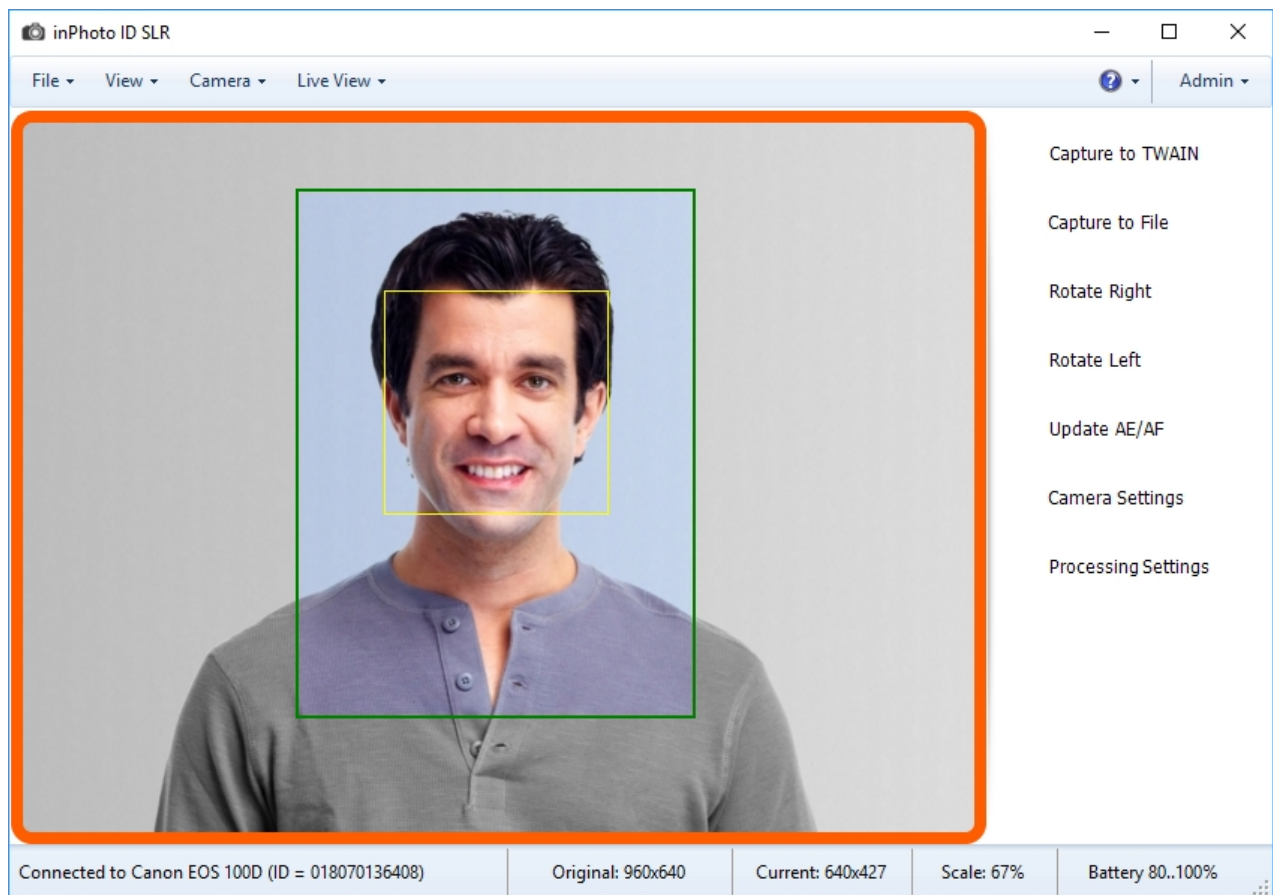 inPhoto ID SLR
File View Camera Live View ? Admin
Capture to TWAIN
Capture to File
Rotate Right
Rotate Left
Update AE/AF
Camera Settings
Processing Settings
Connected to Canon EOS 100D (ID = 018070136408) Original: 960x640 Current: 640x427 Scale: 67% Battery 80..100%